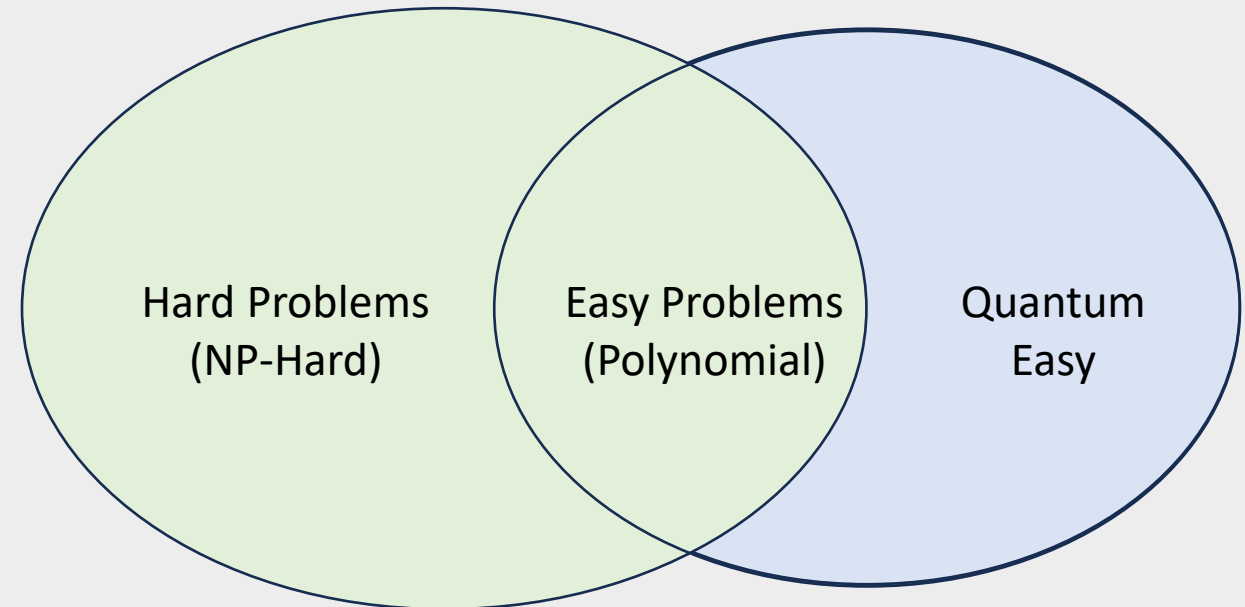 Hard Problems
(NP-Hard)
Easy Problems
(Polynomial)
Quantum
Easy